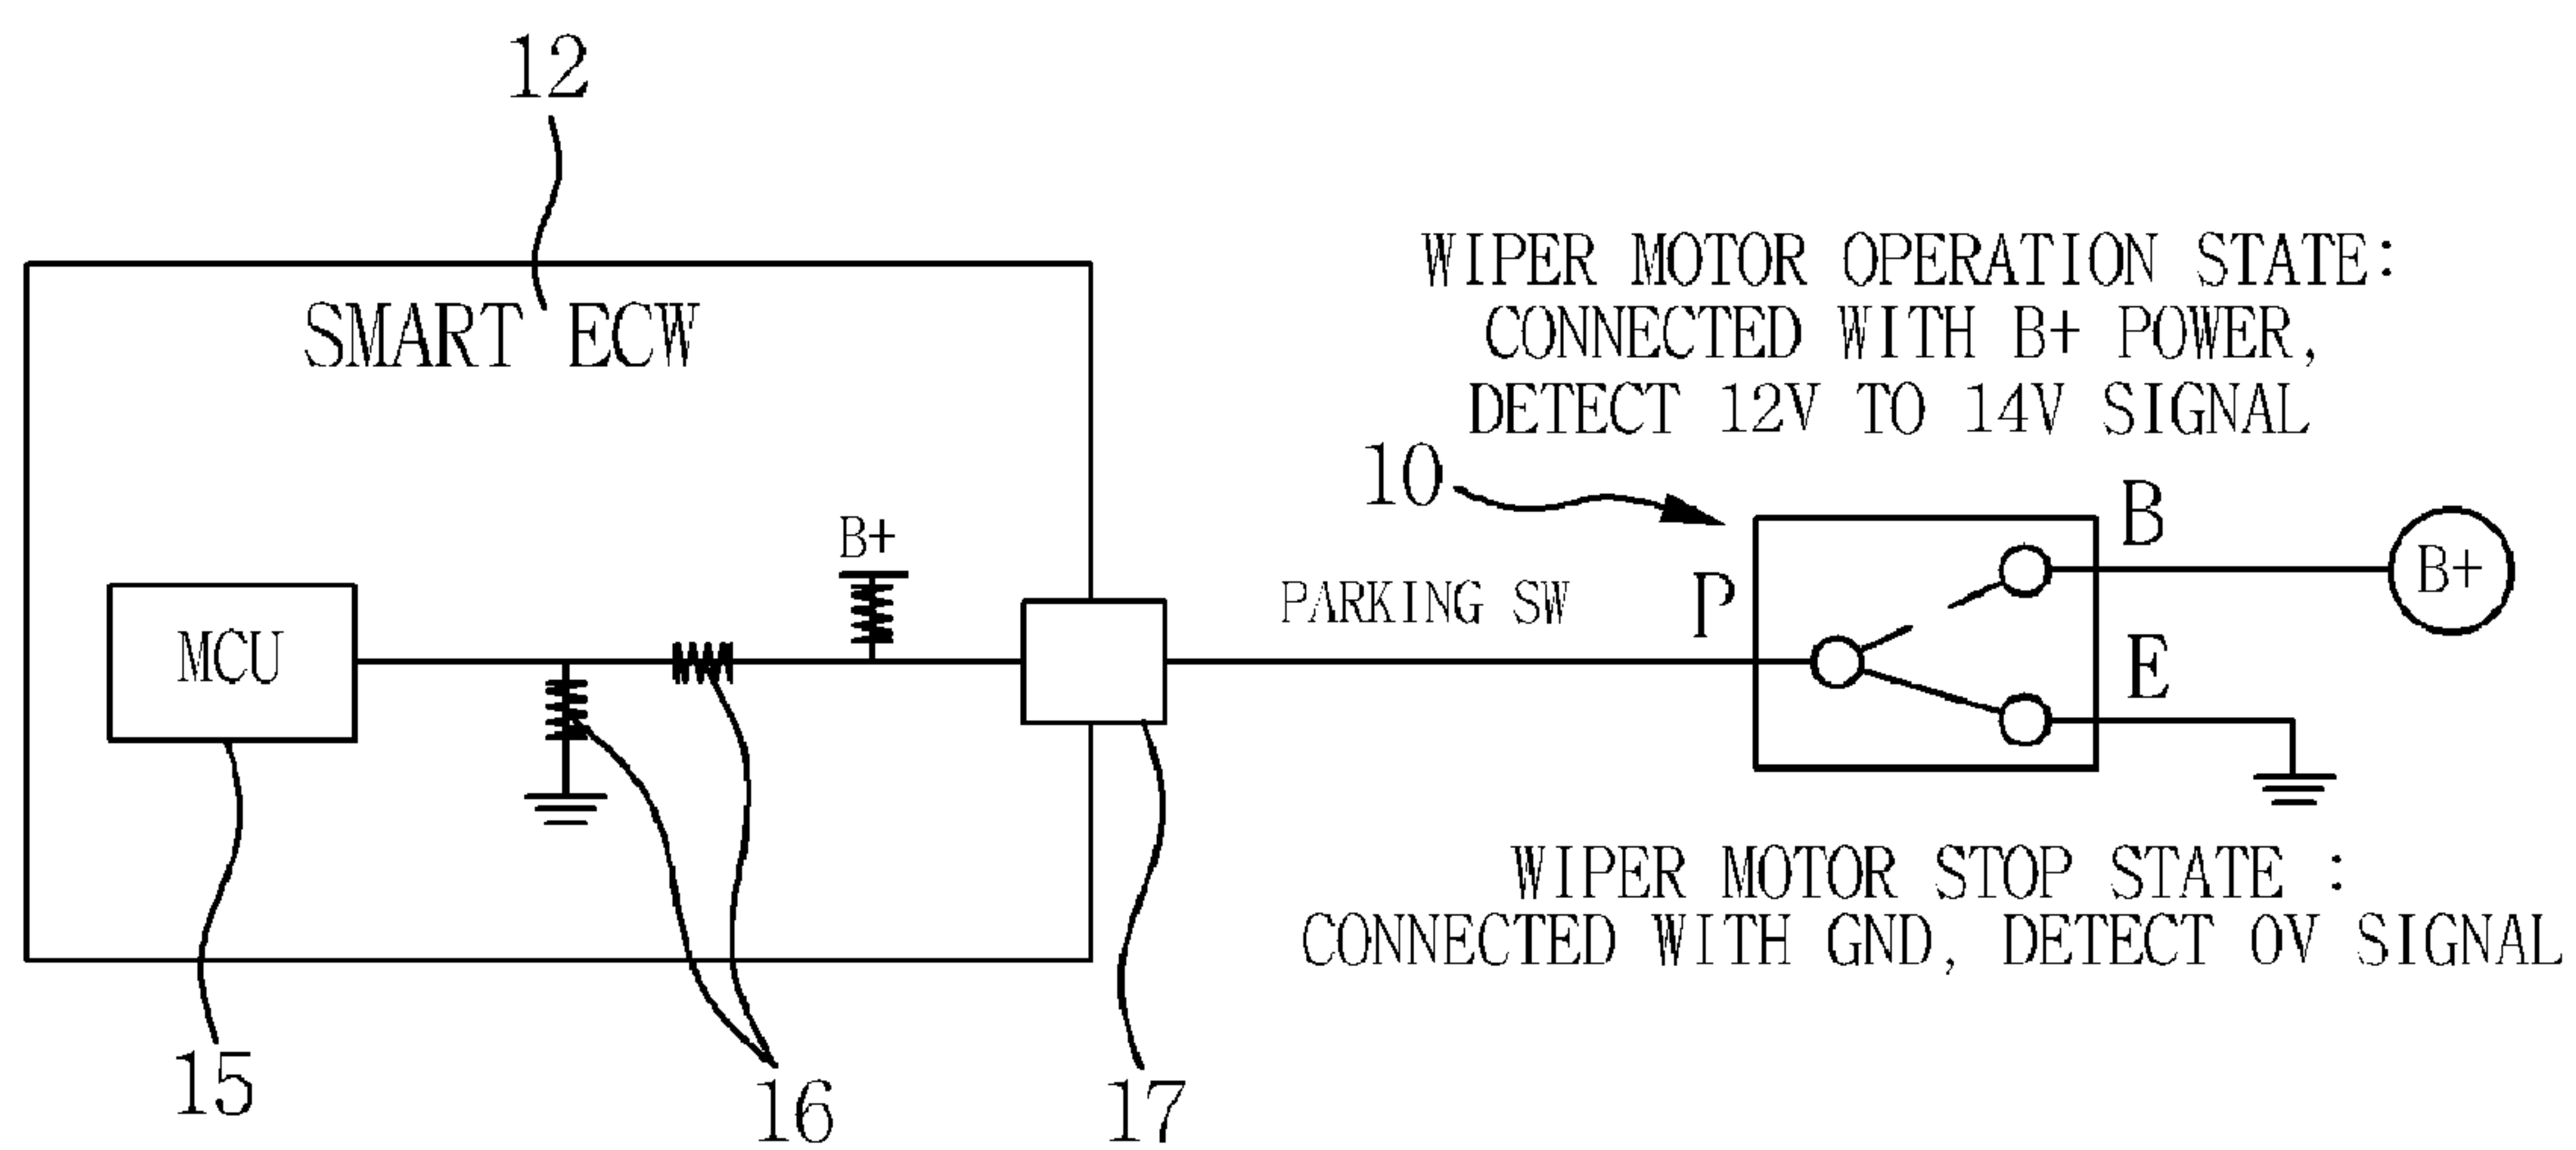 12
SMART ECW
WIPER MOTOR OPERATION STATE:
CONNECTED WITH B+ POWER,
DETECT 12V TO 14V SIGNAL
10
B
B+
B+
PARKING SW
P
MCU
E
WIPER MOTOR STOP STATE :
CONNECTED WITH GND, DETECT 0V SIGNAL
15
16
17